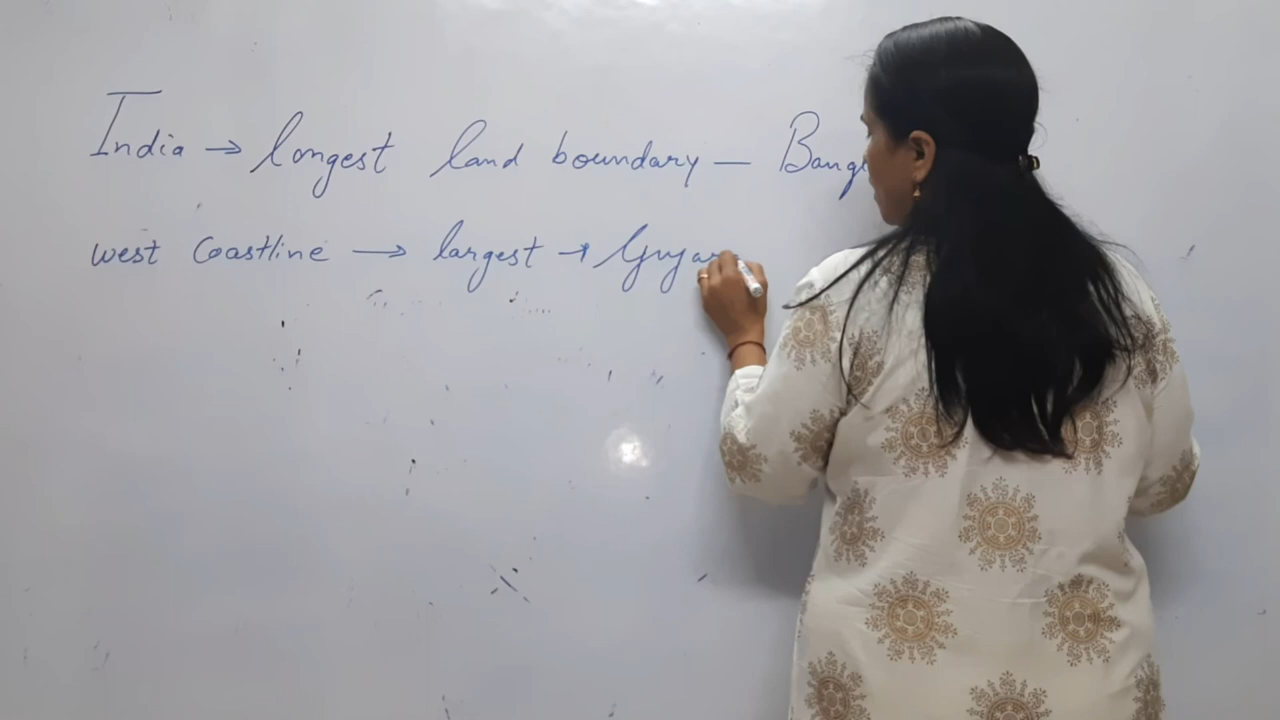 India → longest land boundary — Bang
west Coastline → largest → Guja